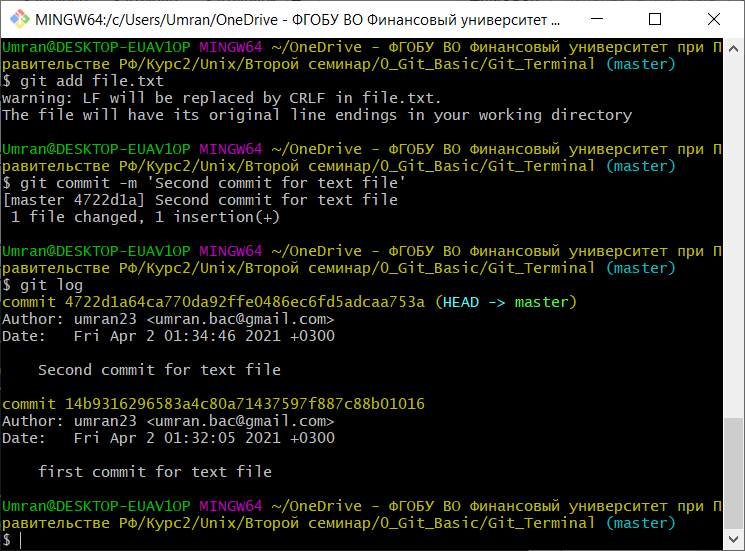 MINGW64:/c/Users/Umran/OneDrive - ФГОБУ ВО Финансовый университет ...
Umran@DESKTOP-EUAV1OP MINGW64 ~/OneDrive - ФГОБУ ВО Финансовый университет при П
равительстве РФ/Курс2/Unix/Второй семинар/0_Git_Basic/Git_Terminal (master)
$ git add file.txt
warning: LF will be replaced by CRLF in file.txt.
The file will have its original line endings in your working directory
Umran@DESKTOP-EUAV1OP MINGW64 ~/OneDrive - ФГОБУ ВО Финансовый университет при П
равительстве РФ/Курс2/Unix/Второй семинар/0_Git_Basic/Git_Terminal (master)
$ git commit -m 'Second commit for text file'
[master 4722d1a] Second commit for text file
 1 file changed, 1 insertion(+)
Umran@DESKTOP-EUAV1OP MINGW64 ~/OneDrive - ФГОБУ ВО Финансовый университет при П
равительстве РФ/Курс2/Unix/Второй семинар/0_Git_Basic/Git_Terminal (master)
$ git log
commit 4722d1a64ca770da92ffe0486ec6fd5adcaa753a (HEAD -> master)
Author: umran23 <umran.bac@gmail.com>
Date:   Fri Apr 2 01:34:46 2021 +0300
    Second commit for text file
commit 14b9316296583a4c80a71437597f887c88b01016
Author: umran23 <umran.bac@gmail.com>
Date:   Fri Apr 2 01:32:05 2021 +0300
    first commit for text file
Umran@DESKTOP-EUAV1OP MINGW64 ~/OneDrive - ФГОБУ ВО Финансовый университет при П
равительстве РФ/Курс2/Unix/Второй семинар/0_Git_Basic/Git_Terminal (master)
$